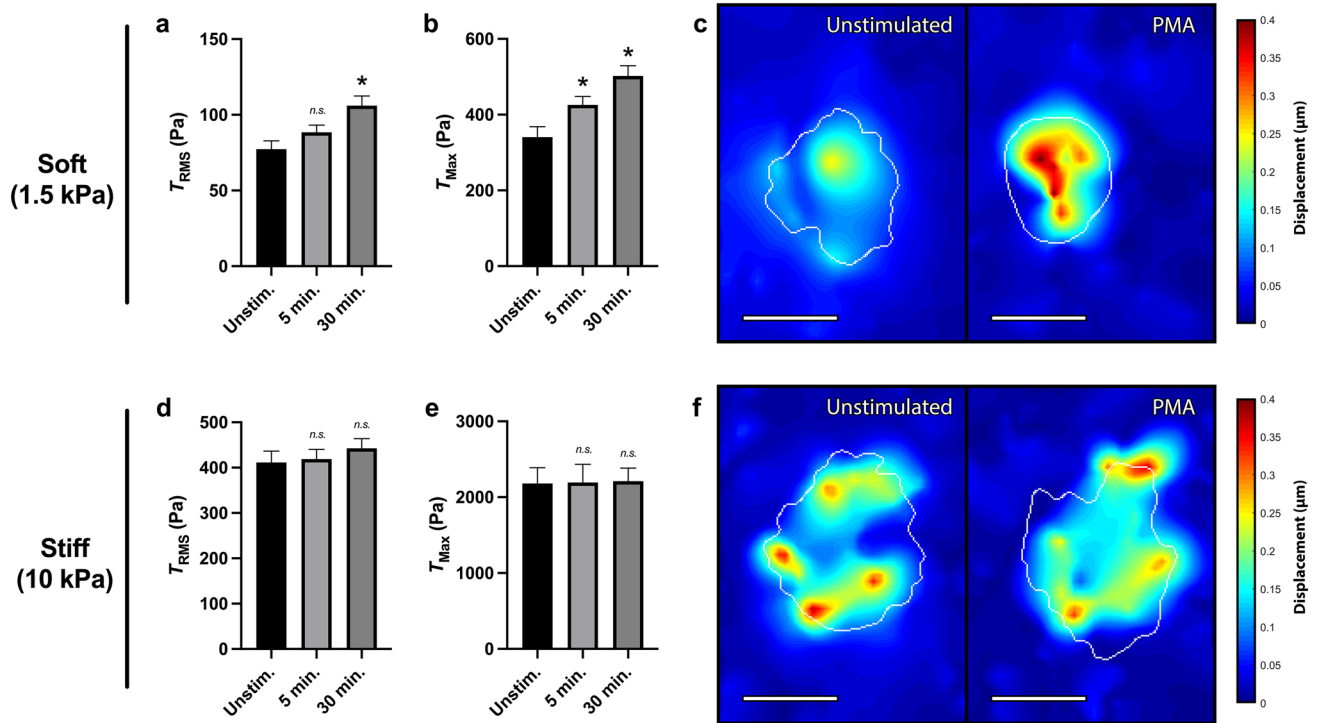 Soft
(1.5 kPa)
a
T_RMS (Pa)
150
100
50
0
n.s.
*
Unstim.
5 min.
30 min.
b
T_Max (Pa)
600
400
200
0
*
*
Unstim.
5 min.
30 min.
c
Unstimulated
PMA
0.4
0.35
0.3
0.25
0.2
0.15
0.1
0.05
0
Displacement (µm)
Stiff
(10 kPa)
d
T_RMS (Pa)
500
400
300
200
100
0
n.s.
n.s.
Unstim.
5 min.
30 min.
e
T_Max (Pa)
3000
2000
1000
0
n.s.
n.s.
Unstim.
5 min.
30 min.
f
Unstimulated
PMA
0.4
0.35
0.3
0.25
0.2
0.15
0.1
0.05
0
Displacement (µm)